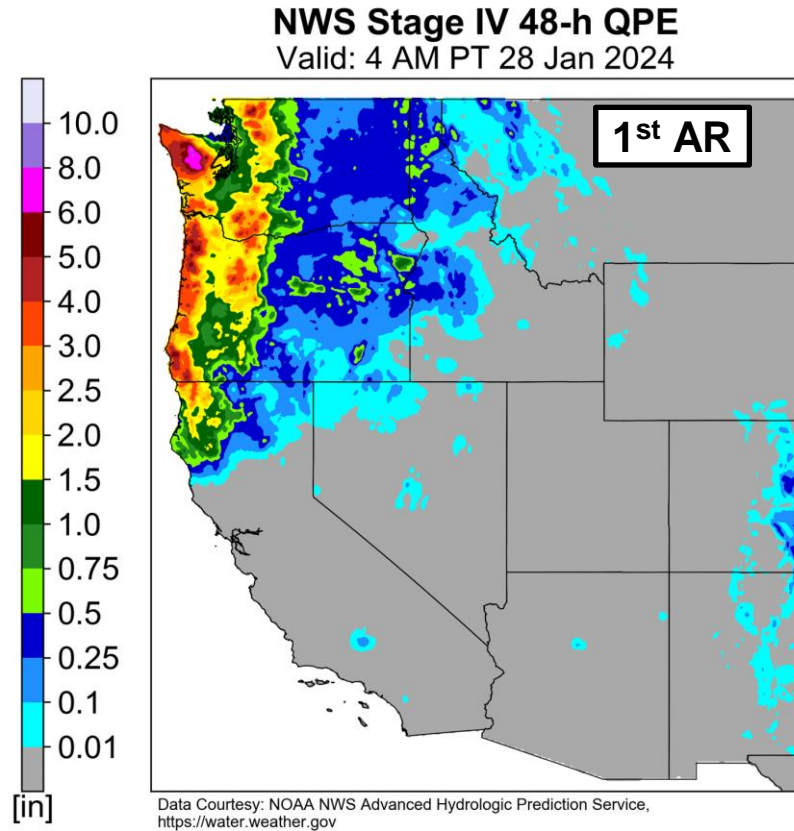 NWS Stage IV 48-h QPE
Valid: 4 AM PT 28 Jan 2024
1st AR
10.0
8.0
6.0
5.0
4.0
3.0
2.5
2.0
1.5
1.0
0.75
0.5
0.25
0.1
0.01
[in]
Data Courtesy: NOAA NWS Advanced Hydrologic Prediction Service,
https://water.weather.gov